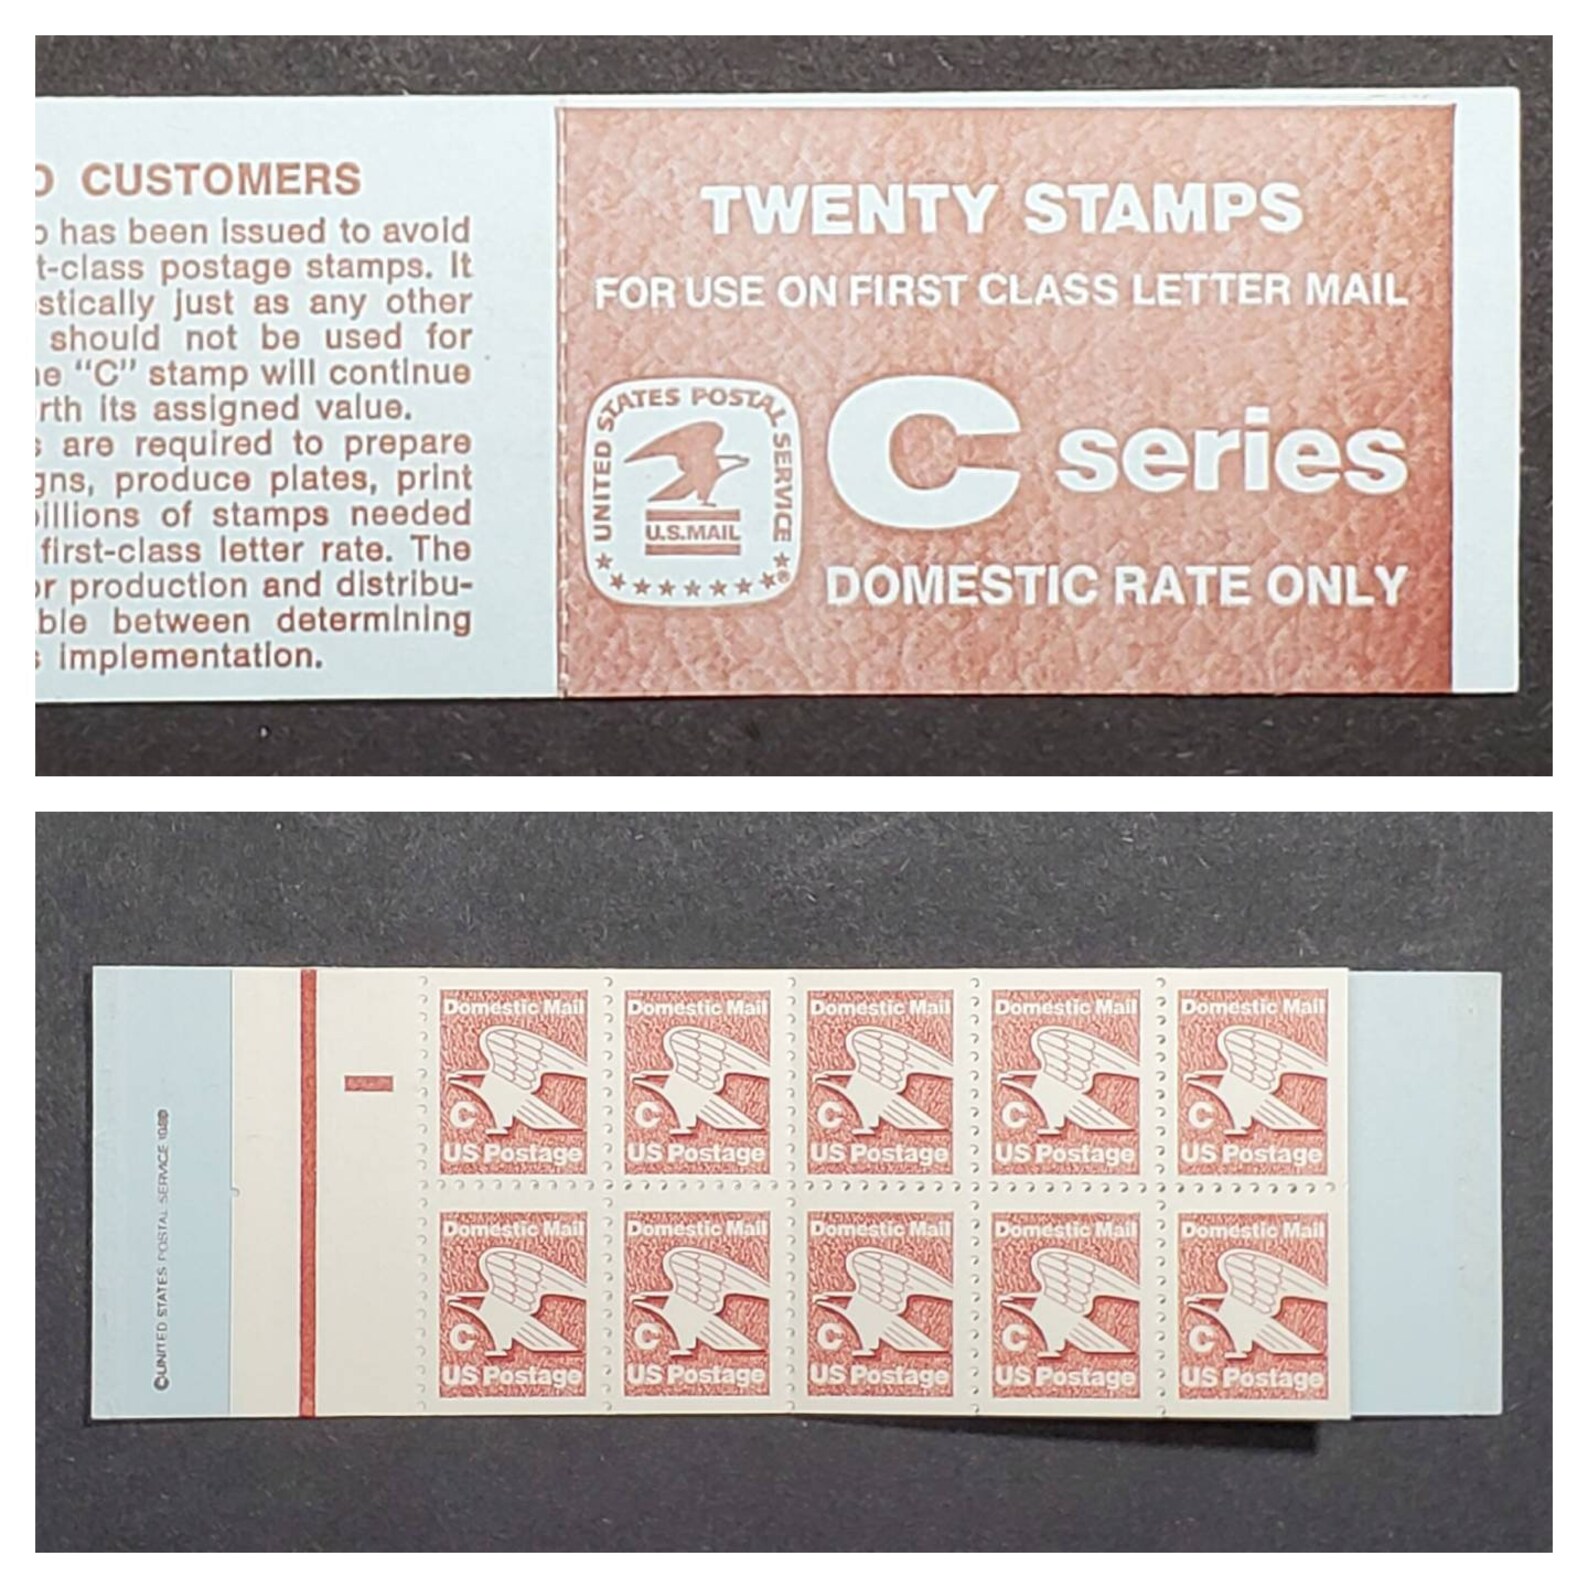 CUSTOMERS
has been issued to avoid
t-class postage stamps. It
stically just as any other
should not be used for
"C" stamp will continue
rth its assigned value.
are required to prepare
gns, produce plates, print
illions of stamps needed
first-class letter rate. The
or production and distribu-
ble between determining
implementation.
TWENTY STAMPS
FOR USE ON FIRST CLASS LETTER MAIL
UNITED STATES POSTAL SERVICE
U.S.MAIL
®
C series
DOMESTIC RATE ONLY
©UNITED STATES POSTAL SERVICE
Domestic Mail Domestic Mail Domestic Mail Domestic Mail Domestic Mail
C C C C C
US Postage US Postage US Postage US Postage US Postage
Domestic Mail Domestic Mail Domestic Mail Domestic Mail Domestic Mail
C C C C C
US Postage US Postage US Postage US Postage US Postage